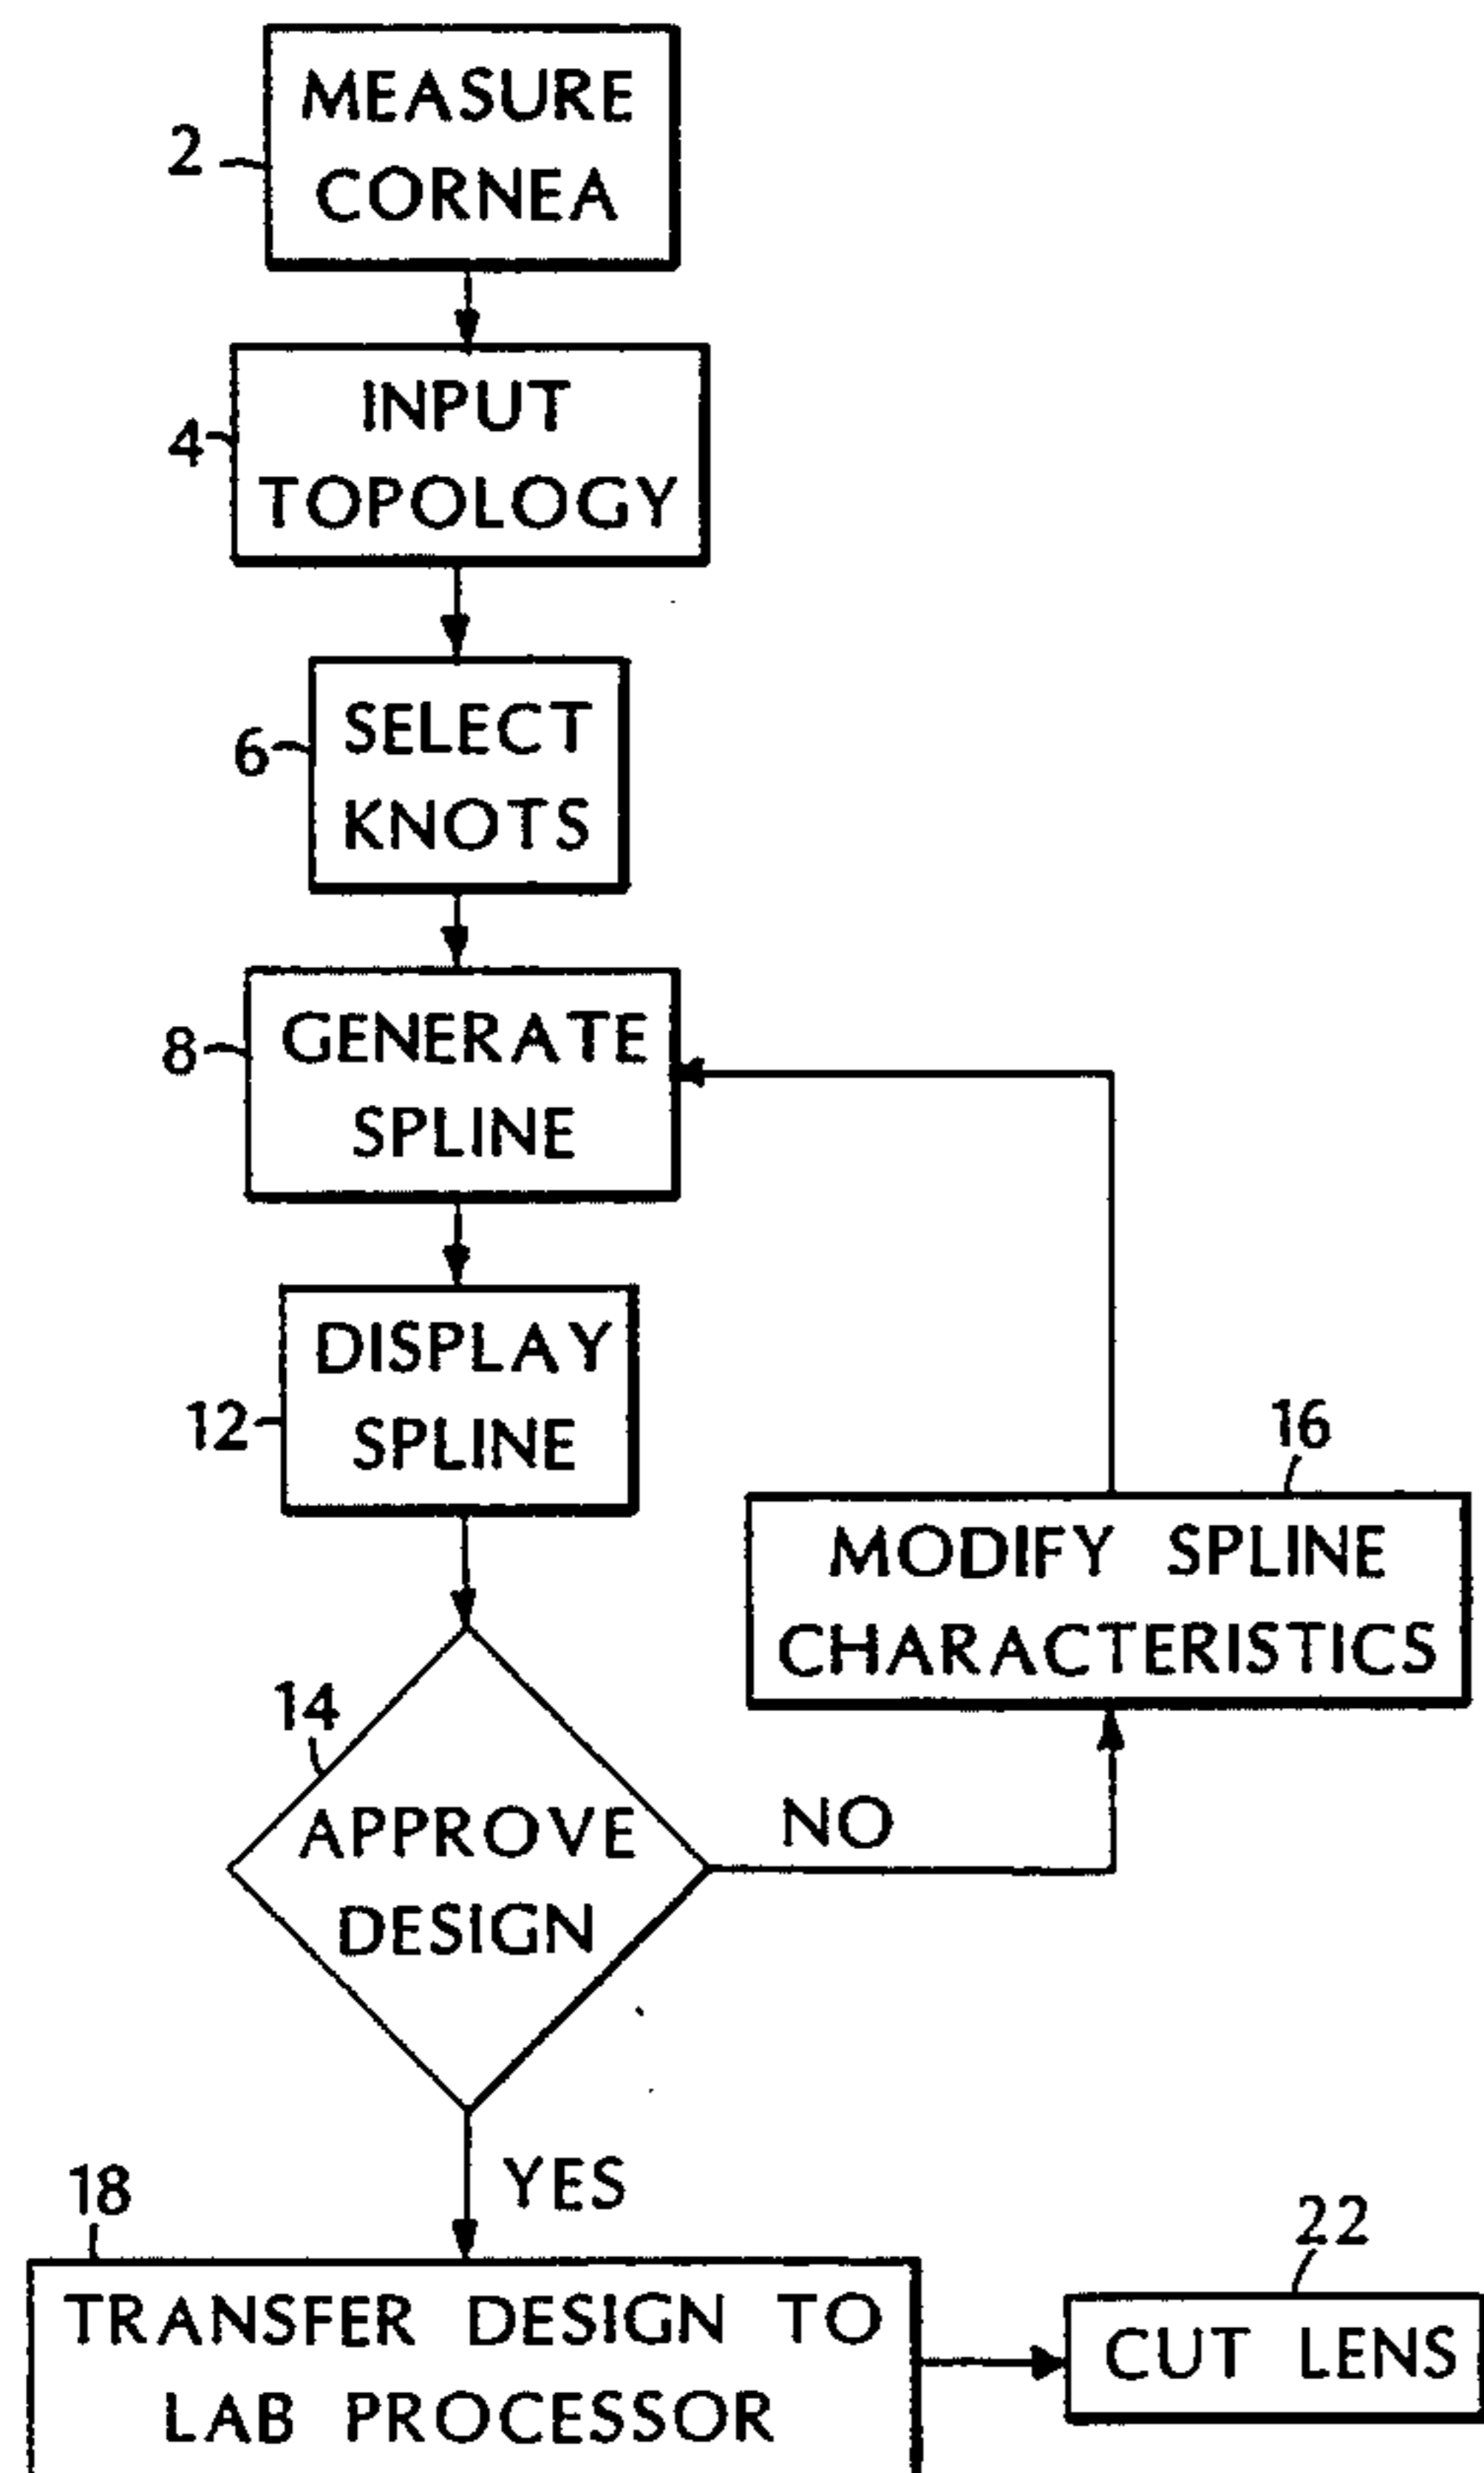 MEASURE
CORNEA
2
INPUT
TOPOLOGY
4
SELECT
KNOTS
6
GENERATE
SPLINE
8
DISPLAY
SPLINE
12
16
MODIFY SPLINE
CHARACTERISTICS
14
APPROVE
DESIGN
NO
YES
18
TRANSFER DESIGN TO
LAB PROCESSOR
22
CUT LENS